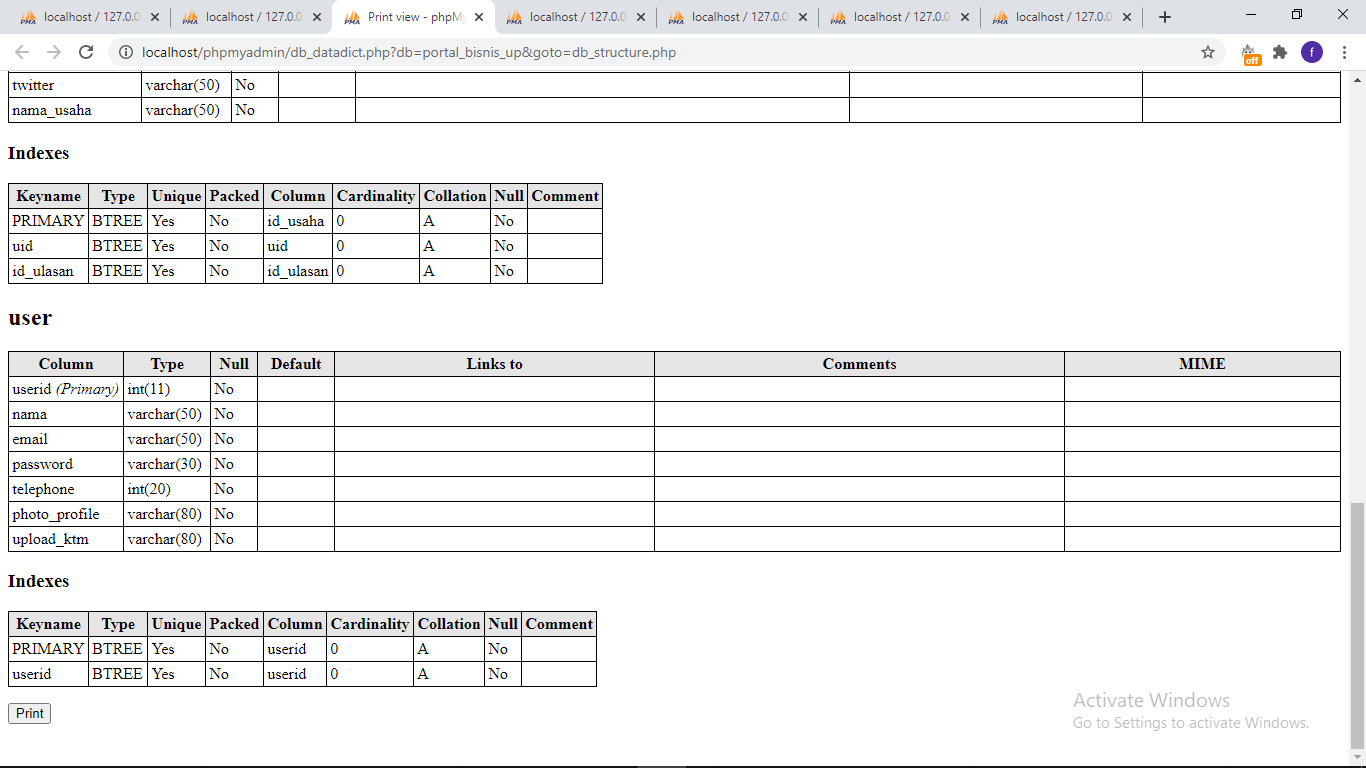 localhost / 127.0.0 localhost / 127.0.0 Print view - phpMy localhost / 127.0.0 localhost / 127.0.0 localhost / 127.0.0 localhost / 127.0.0
localhost/phpmyadmin/db_datadict.php?db=portal_bisnis_up&goto=db_structure.php off f
twitter varchar(50) No
nama_usaha varchar(50) No
Indexes
Keyname Type Unique Packed Column Cardinality Collation Null Comment
PRIMARY BTREE Yes No id_usaha 0 A No
uid BTREE Yes No uid 0 A No
id_ulasan BTREE Yes No id_ulasan 0 A No
user
Column Type Null Default Links to Comments MIME
userid (Primary) int(11) No
nama varchar(50) No
email varchar(50) No
password varchar(30) No
telephone int(20) No
photo_profile varchar(80) No
upload_ktm varchar(80) No
Indexes
Keyname Type Unique Packed Column Cardinality Collation Null Comment
PRIMARY BTREE Yes No userid 0 A No
userid BTREE Yes No userid 0 A No
Print
Activate Windows
Go to Settings to activate Windows.